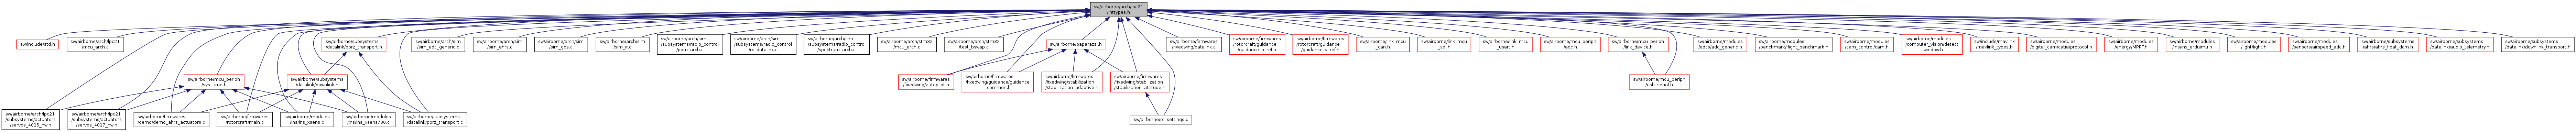 sw/airborne/arch/lpc21
/inttypes.h
sw/include/std.h
sw/airborne/arch/lpc21
/mcu_arch.c
sw/airborne/subsystems
/datalink/pprz_transport.h
sw/airborne/arch/sim
/sim_adc_generic.c
sw/airborne/arch/sim
/sim_ahrs.c
sw/airborne/arch/sim
/sim_gps.c
sw/airborne/arch/sim
/sim_ir.c
sw/airborne/arch/sim
/subsystems/radio_control
/ppm_arch.c
sw/airborne/arch/sim
/subsystems/radio_control
/rc_datalink.c
sw/airborne/arch/sim
/subsystems/radio_control
/spektrum_arch.c
sw/airborne/arch/stm32
/mcu_arch.c
sw/airborne/arch/stm32
/test_bswap.c
sw/airborne/paparazzi.h
sw/airborne/firmwares
/fixedwing/datalink.c
sw/airborne/firmwares
/rotorcraft/guidance
/guidance_h_ref.h
sw/airborne/firmwares
/rotorcraft/guidance
/guidance_v_ref.h
sw/airborne/link_mcu
_can.h
sw/airborne/link_mcu
_spi.h
sw/airborne/link_mcu
_usart.h
sw/airborne/mcu_periph
/adc.h
sw/airborne/mcu_periph
/link_device.h
sw/airborne/modules
/adcs/adc_generic.h
sw/airborne/modules
/benchmark/flight_benchmark.h
sw/airborne/modules
/cam_control/cam.h
sw/airborne/modules
/computer_vision/detect
_window.h
sw/include/mavlink
/mavlink_types.h
sw/airborne/modules
/digital_cam/catia/protocol.h
sw/airborne/modules
/energy/MPPT.h
sw/airborne/modules
/ins/ins_arduimu.h
sw/airborne/modules
/light/light.h
sw/airborne/modules
/sensors/airspeed_adc.h
sw/airborne/subsystems
/ahrs/ahrs_float_dcm.h
sw/airborne/subsystems
/datalink/audio_telemetry.h
sw/airborne/subsystems
/datalink/downlink_transport.h
sw/airborne/mcu_periph
/sys_time.h
sw/airborne/subsystems
/datalink/downlink.h
sw/airborne/firmwares
/fixedwing/autopilot.h
sw/airborne/firmwares
/fixedwing/guidance/guidance
_common.h
sw/airborne/firmwares
/fixedwing/stabilization
/stabilization_adaptive.h
sw/airborne/firmwares
/fixedwing/stabilization
/stabilization_attitude.h
sw/airborne/mcu_periph
/usb_serial.h
sw/airborne/arch/lpc21
/subsystems/actuators
/servos_4015_hw.h
sw/airborne/arch/lpc21
/subsystems/actuators
/servos_4017_hw.h
sw/airborne/firmwares
/demo/demo_ahrs_actuators.c
sw/airborne/firmwares
/rotorcraft/main.c
sw/airborne/modules
/ins/ins_xsens.c
sw/airborne/modules
/ins/ins_xsens700.c
sw/airborne/subsystems
/datalink/pprz_transport.c
sw/airborne/rc_settings.c